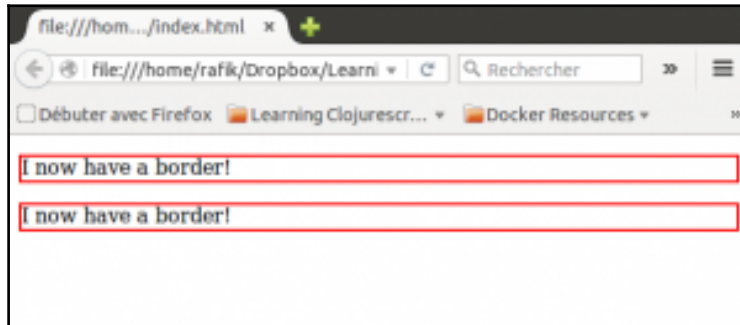 file:///hom.../index.html ×
file:///home/rafik/Dropbox/Learni Rechercher »
Débuter avec Firefox Learning Clojurescr... Docker Resources »
I now have a border!
I now have a border!